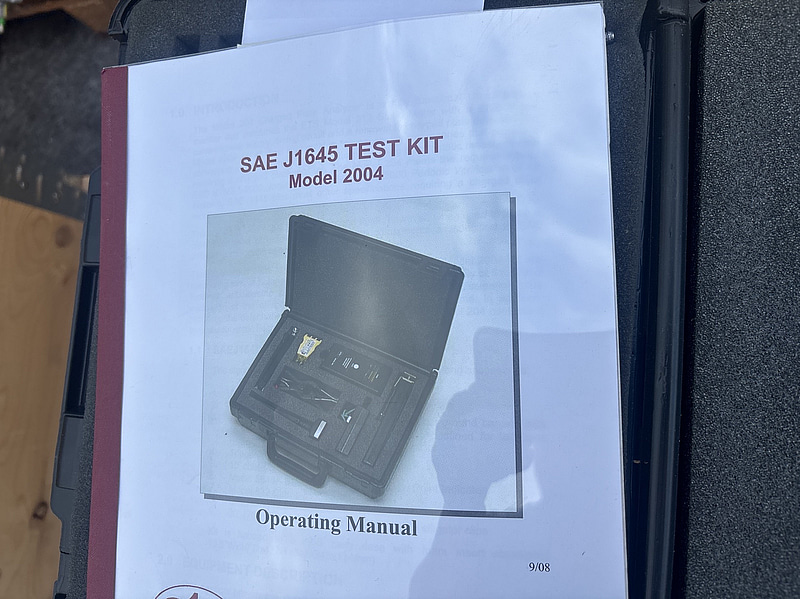 SAE J1645 TEST KIT
Model 2004
Operating Manual
9/08